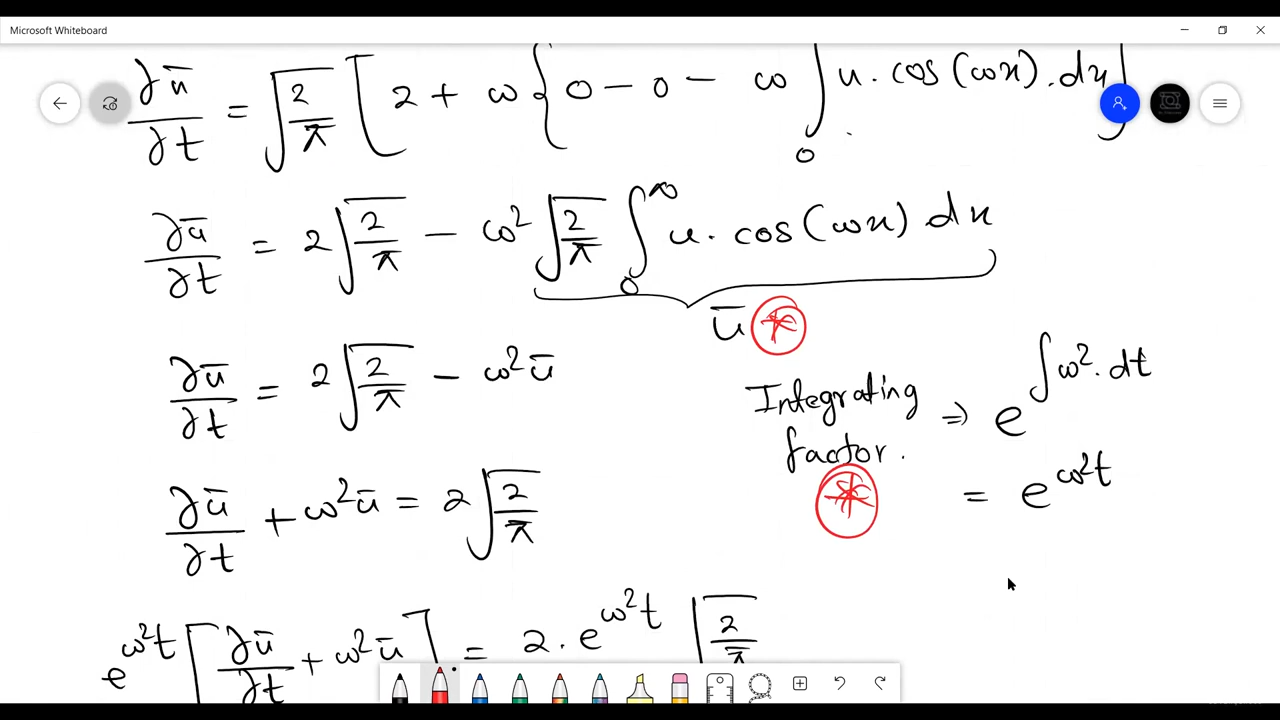 Microsoft Whiteboard
∂ū/∂t = √(2/π) [ 2 + ω { 0 − 0 − ω ∫₀ u · cos(ωx) · dx }
∂ū/∂t = 2√(2/π) − ω² √(2/π) ∫₀^∞ u · cos(ωx) dx
ū *
∂ū/∂t = 2√(2/π) − ω²ū
Integrating factor. ⇒ e^(∫ω²·dt)
*
= e^(ω²t)
∂ū/∂t + ω²ū = 2√(2/π)
e^(ω²t) [ ∂ū/∂t + ω²ū ] = 2 · e^(ω²t) √(2/π)